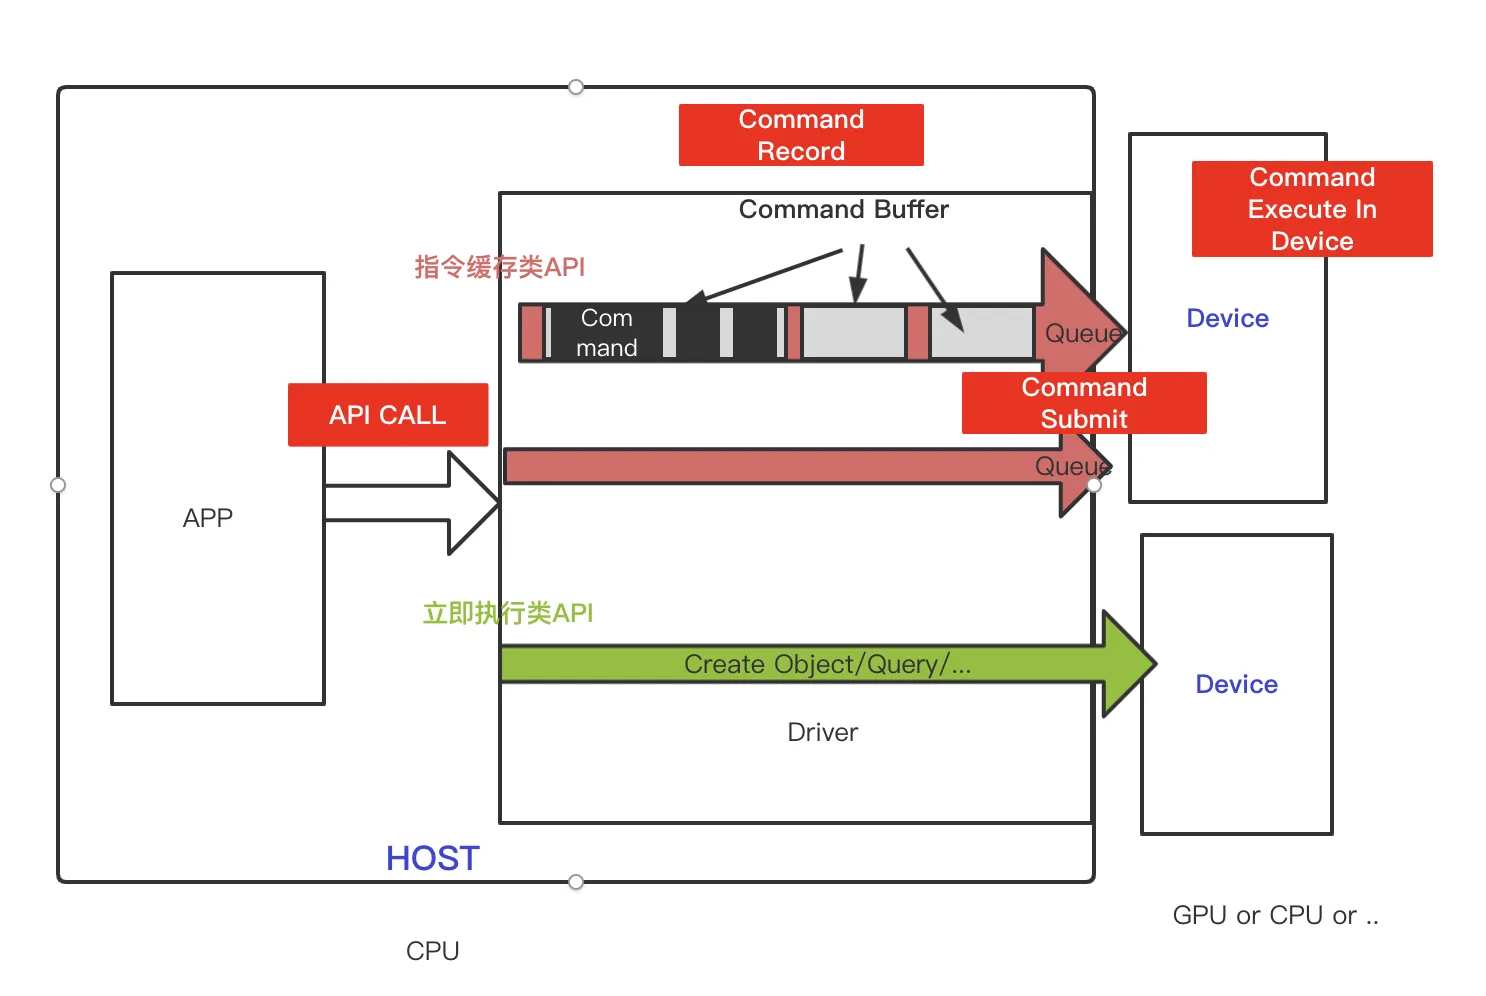 Command
Record
Command
Execute In
Device
Command Buffer
指令缓存类API
Com
mand
Queue
Device
API CALL
Command
Submit
Queue
APP
立即执行类API
Create Object/Query/...
Device
Driver
HOST
GPU or CPU or ..
CPU